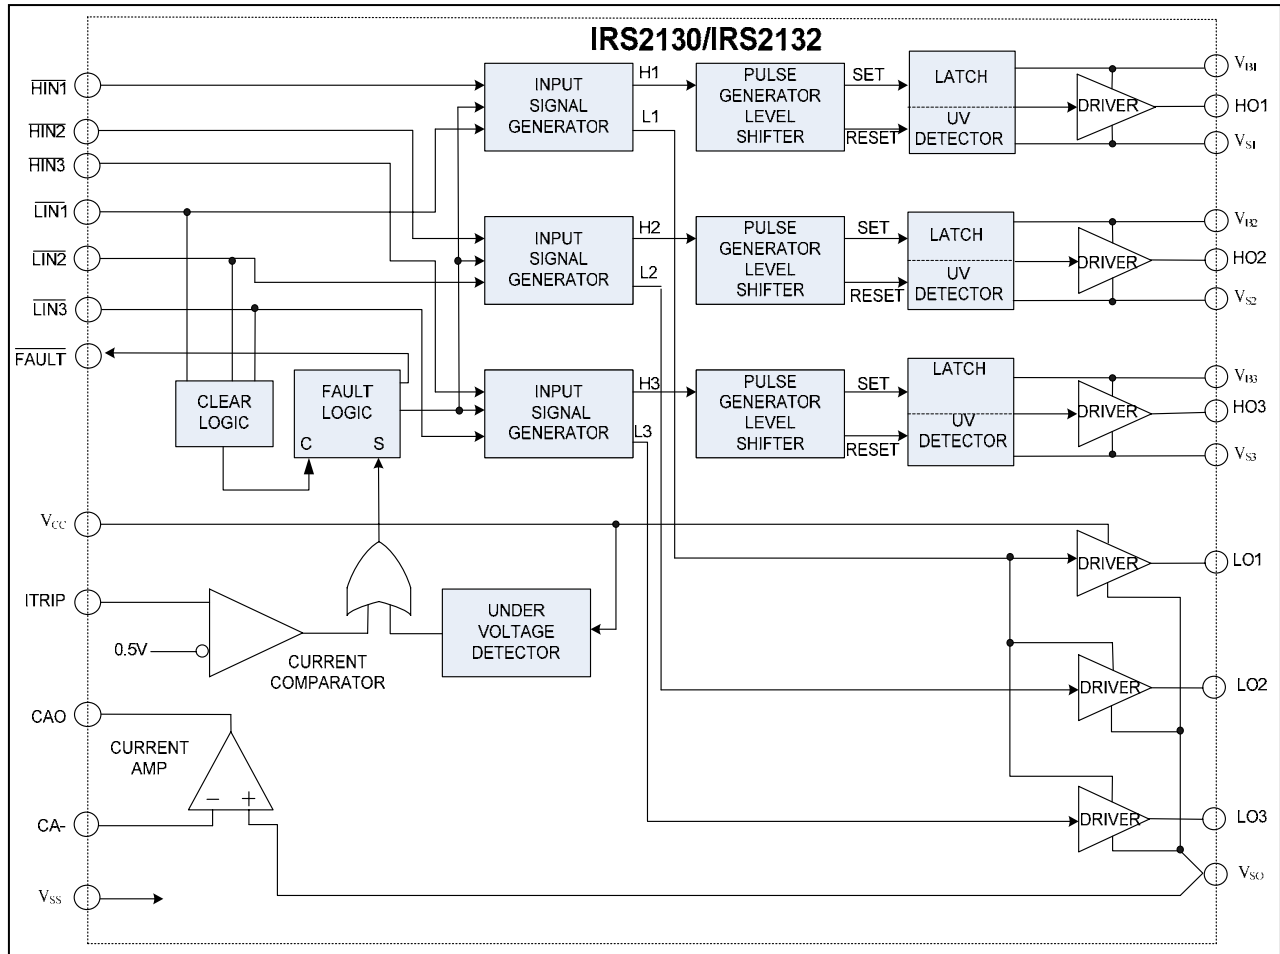 IRS2130/IRS2132
HIN1
HIN2
HIN3
LIN1
LIN2
LIN3
FAULT
VCC
ITRIP
0.5V
CAO
CA-
VSS
CLEAR
LOGIC
FAULT
LOGIC
C S
INPUT
SIGNAL
GENERATOR
H1
L1
PULSE
GENERATOR
LEVEL
SHIFTER
SET
RESET
LATCH
UV
DETECTOR
DRIVER
VB1
HO1
VS1
INPUT
SIGNAL
GENERATOR
H2
L2
PULSE
GENERATOR
LEVEL
SHIFTER
SET
RESET
LATCH
UV
DETECTOR
DRIVER
VB2
HO2
VS2
INPUT
SIGNAL
GENERATOR
H3
L3
PULSE
GENERATOR
LEVEL
SHIFTER
SET
RESET
LATCH
UV
DETECTOR
DRIVER
VB3
HO3
VS3
CURRENT
COMPARATOR
UNDER
VOLTAGE
DETECTOR
CURRENT
AMP
− +
DRIVER
LO1
DRIVER
LO2
DRIVER
LO3
VSO